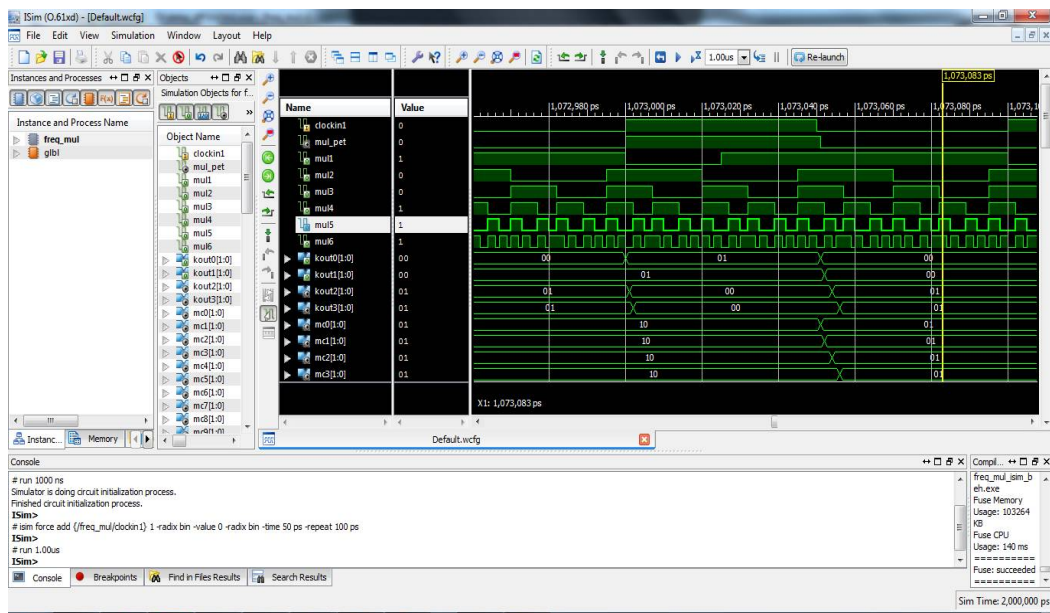 ISim (O.61xd) - [Default.wcfg]
File Edit View Simulation Window Layout Help
1.00us Re-launch
Instances and Processes
Instance and Process Name
freq_mul
glbl
Instanc... Memory
Objects
Simulation Objects for f...
Object Name
clockin1
mul_pet
mul1
mul2
mul3
mul4
mul5
mul6
kout0[1:0]
kout1[1:0]
kout2[1:0]
kout3[1:0]
mc0[1:0]
mc1[1:0]
mc2[1:0]
mc3[1:0]
mc4[1:0]
mc5[1:0]
mc6[1:0]
mc7[1:0]
mc8[1:0]
mc9[1:0]
1,073,083 ps
Name Value 1,072,980 ps 1,073,000 ps 1,073,020 ps 1,073,040 ps 1,073,060 ps 1,073,080 ps 1,073,1
clockin1 0
mul_pet 0
mul1 1
mul2 0
mul3 0
mul4 1
mul5 1
mul6 1
kout0[1:0] 00 00 01 00
kout1[1:0] 00 01 00
kout2[1:0] 01 01 00 01
kout3[1:0] 01 01 00 01
mc0[1:0] 01 10 01
mc1[1:0] 01 10 01
mc2[1:0] 01 10 01
mc3[1:0] 01 10 01
X1: 1,073,083 ps
Default.wcfg
Console
# run 1000 ns
Simulator is doing circuit initialization process.
Finished circuit initialization process.
ISim>
# isim force add {/freq_mul/clockin1} 1 -radix bin -value 0 -radix bin -time 50 ps -repeat 100 ps
ISim>
# run 1.00us
ISim>
Console Breakpoints Find in Files Results Search Results
Compil...
freq_mul_isim_b
eh.exe
Fuse Memory
Usage: 103264
KB
Fuse CPU
Usage: 140 ms
==========
Fuse: succeeded
==========
Sim Time: 2,000,000 ps